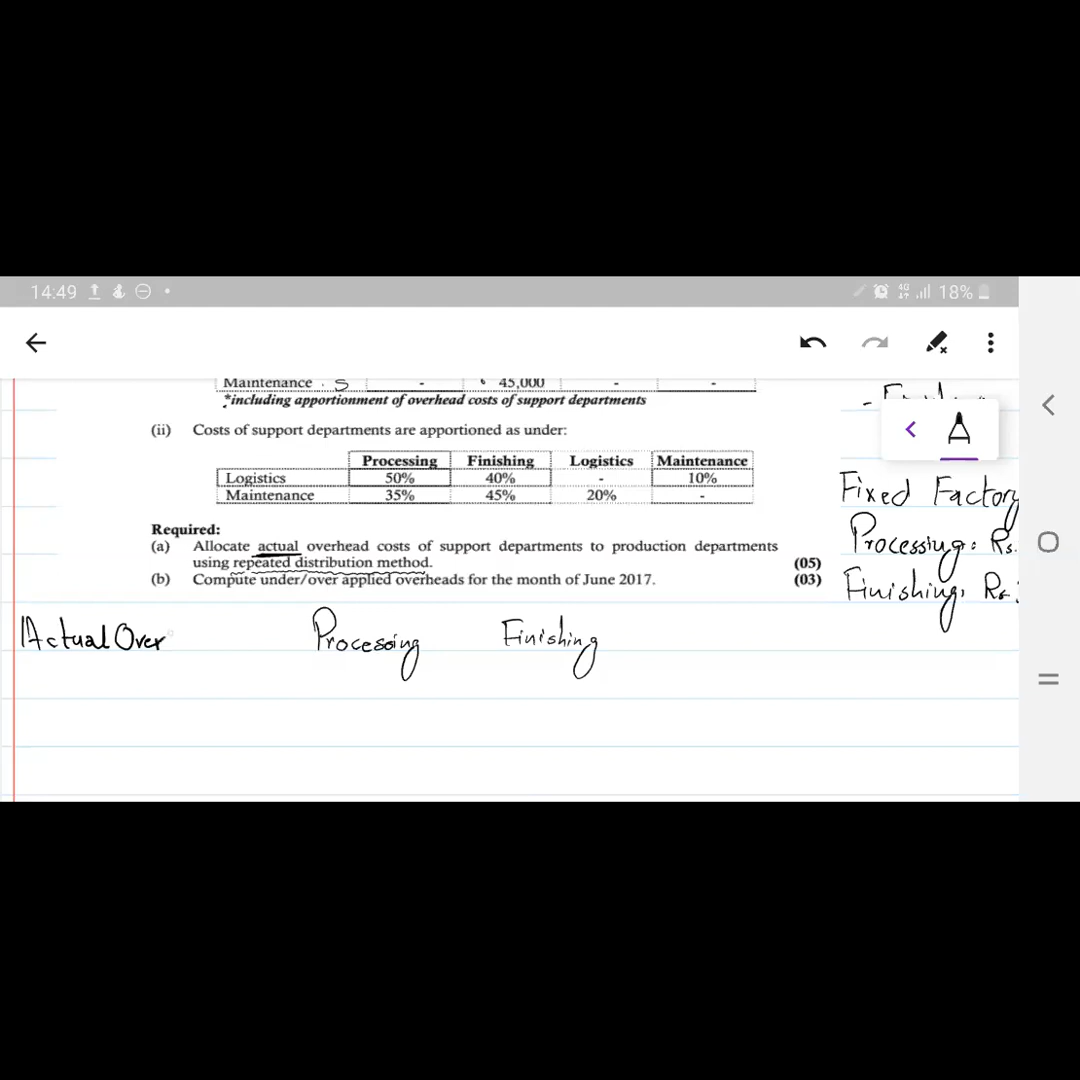 14:49 4G 18%
Maintenance . S - 45,000 - -
*including apportionment of overhead costs of support departments
(ii) Costs of support departments are apportioned as under:
Processing Finishing Logistics Maintenance
Logistics 50% 40% - 10%
Maintenance 35% 45% 20% -
Fixed Factory
Required:
(a) Allocate actual overhead costs of support departments to production departments
using repeated distribution method. (05)
Processing: Rs.
(b) Compute under/over applied overheads for the month of June 2017. (03)
Finishing: Rs.
Actual Over Processing Finishing